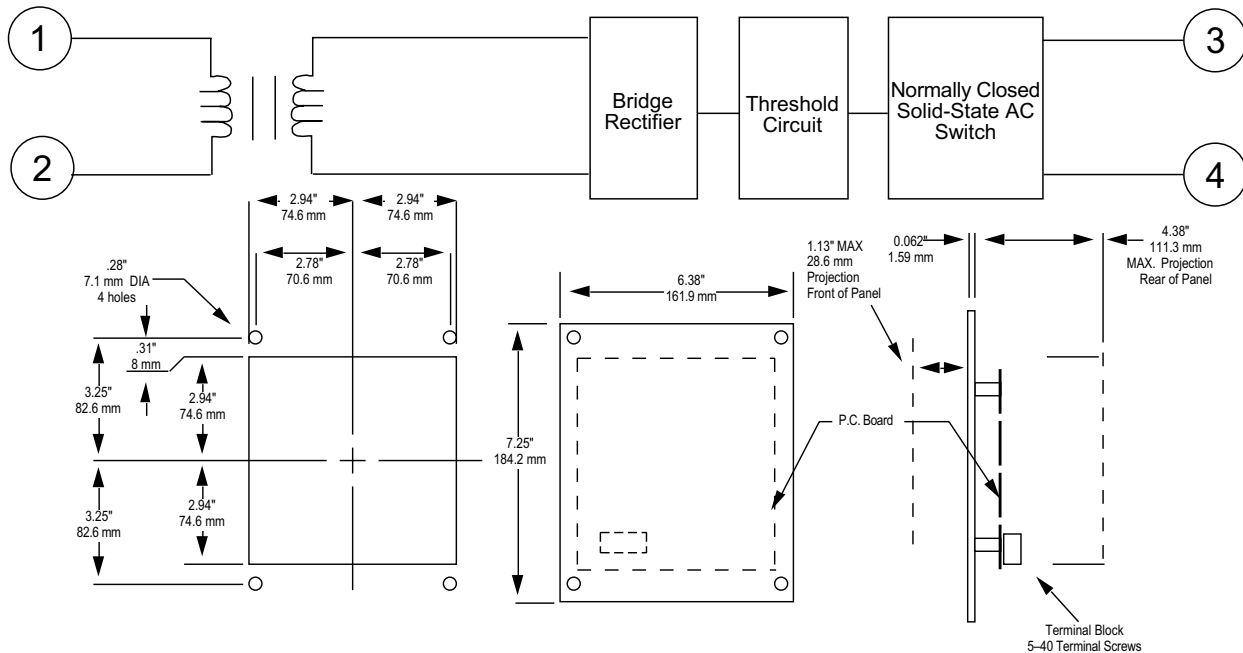 1
2
Bridge
Rectifier
Threshold
Circuit
Normally Closed
Solid-State AC
Switch
3
4
2.94"
74.6 mm
2.94"
74.6 mm
2.78"
70.6 mm
2.78"
70.6 mm
.28"
7.1 mm DIA
4 holes
.31"
8 mm
3.25"
82.6 mm
2.94"
74.6 mm
3.25"
82.6 mm
2.94"
74.6 mm
6.38"
161.9 mm
7.25"
184.2 mm
1.13" MAX
28.6 mm
Projection
Front of Panel
0.062"
1.59 mm
4.38"
111.3 mm
MAX. Projection
Rear of Panel
P.C. Board
Terminal Block
5–40 Terminal Screws